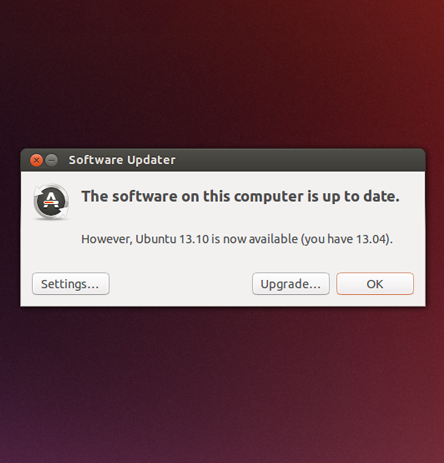 Software Updater
The software on this computer is up to date.
However, Ubuntu 13.10 is now available (you have 13.04).
Settings...
Upgrade...
OK